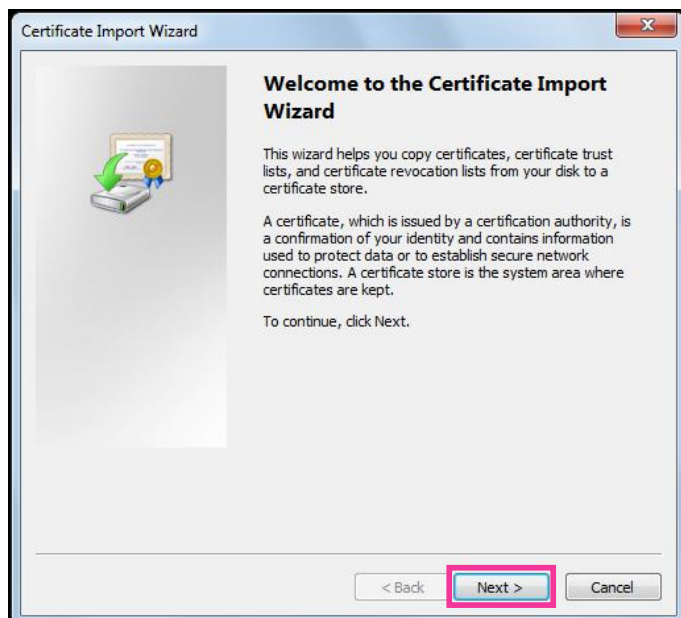 Certificate Import Wizard
Welcome to the Certificate Import
Wizard
This wizard helps you copy certificates, certificate trust
lists, and certificate revocation lists from your disk to a
certificate store.
A certificate, which is issued by a certification authority, is
a confirmation of your identity and contains information
used to protect data or to establish secure network
connections. A certificate store is the system area where
certificates are kept.
To continue, click Next.
< Back Next > Cancel